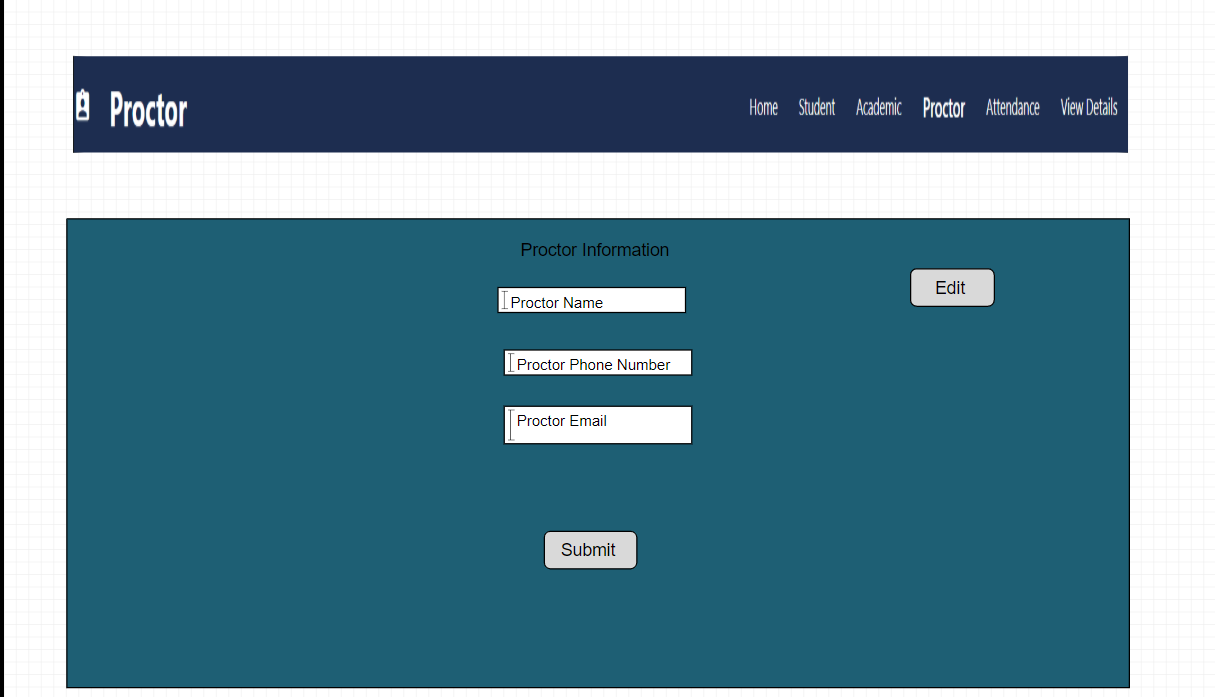 Proctor
Home Student Academic Proctor Attendance View Details
Proctor Information
Edit
Proctor Name
Proctor Phone Number
Proctor Email
Submit